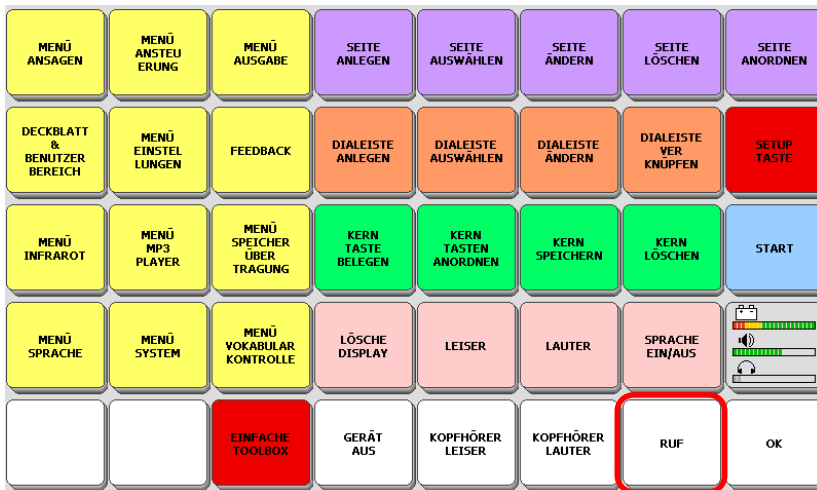 MENÜ
ANSAGEN
MENÜ
ANSTEU
ERUNG
MENÜ
AUSGABE
SEITE
ANLEGEN
SEITE
AUSWÄHLEN
SEITE
ÄNDERN
SEITE
LÖSCHEN
SEITE
ANORDNEN
DECKBLATT
&
BENUTZER
BEREICH
MENÜ
EINSTEL
LUNGEN
FEEDBACK
DIALEISTE
ANLEGEN
DIALEISTE
AUSWÄHLEN
DIALEISTE
ÄNDERN
DIALEISTE
VER
KNÜPFEN
SETUP
TASTE
MENÜ
INFRAROT
MENÜ
MP3
PLAYER
MENÜ
SPEICHER
ÜBER
TRAGUNG
KERN
TASTE
BELEGEN
KERN
TASTEN
ANORDNEN
KERN
SPEICHERN
KERN
LÖSCHEN
START
MENÜ
SPRACHE
MENÜ
SYSTEM
MENÜ
VOKABULAR
KONTROLLE
LÖSCHE
DISPLAY
LEISER
LAUTER
SPRACHE
EIN/AUS
EINFACHE
TOOLBOX
GERÄT
AUS
KOPFHÖRER
LEISER
KOPFHÖRER
LAUTER
RUF
OK